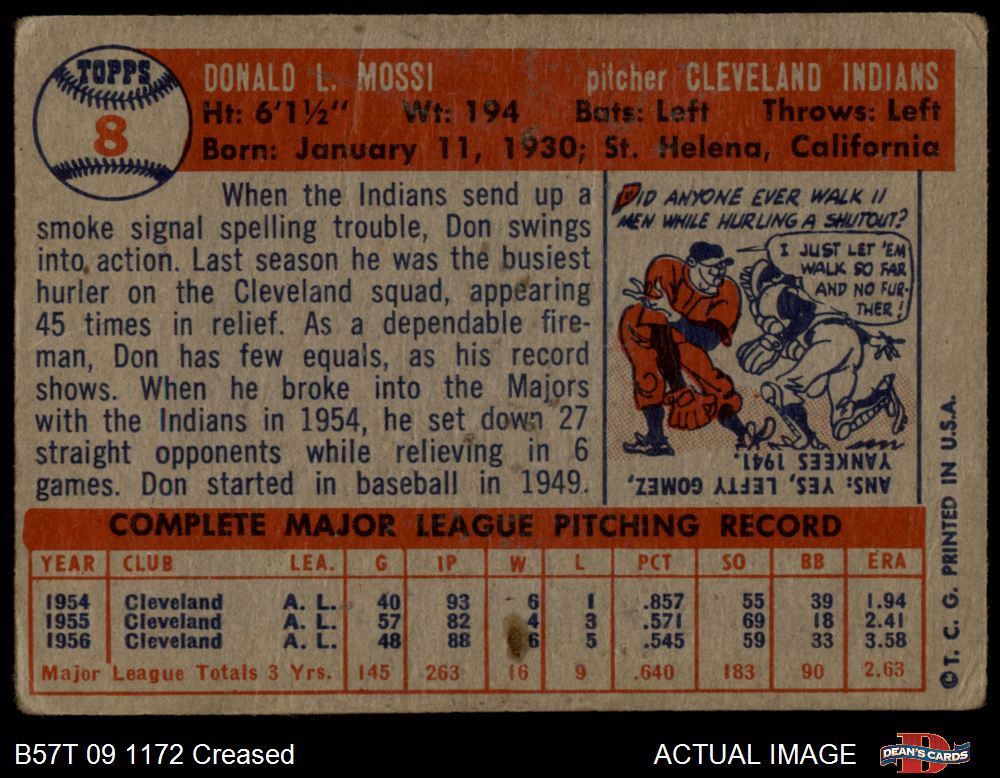 TOPPS
8
DONALD L. MOSSI pitcher CLEVELAND INDIANS
Ht: 6'1½" Wt: 194 Bats: Left Throws: Left
Born: January 11, 1930; St. Helena, California
When the Indians send up a
smoke signal spelling trouble, Don swings
into action. Last season he was the busiest
hurler on the Cleveland squad, appearing
45 times in relief. As a dependable fire-
man, Don has few equals, as his record
shows. When he broke into the Majors
with the Indians in 1954, he set down 27
straight opponents while relieving in 6
games. Don started in baseball in 1949.
DID ANYONE EVER WALK 11
MEN WHILE HURLING A SHUTOUT?
I JUST LET 'EM
WALK SO FAR
AND NO FUR-
THER!
ANS: YES, LEFTY GOMEZ,
YANKEES 1941.
COMPLETE MAJOR LEAGUE PITCHING RECORD
YEAR CLUB LEA. G IP W L PCT SO BB ERA
1954 Cleveland A. L. 40 93 6 1 .857 55 39 1.94
1955 Cleveland A. L. 57 82 4 3 .571 69 18 2.41
1956 Cleveland A. L. 48 88 6 5 .545 59 33 3.58
Major League Totals 3 Yrs. 145 263 16 9 .640 183 90 2.63
© T. C. G. PRINTED IN U.S.A.
B57T 09 1172 Creased ACTUAL IMAGE
DEAN'S CARDS